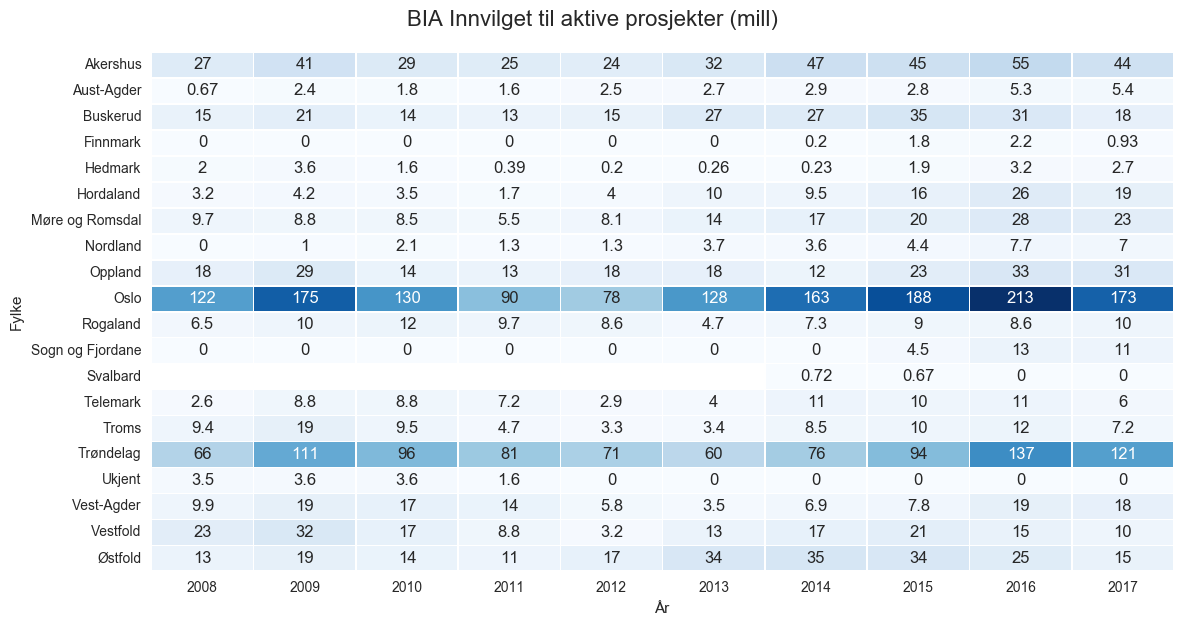 BIA Innvilget til aktive prosjekter (mill)
Akershus 27 41 29 25 24 32 47 45 55 44
Aust-Agder 0.67 2.4 1.8 1.6 2.5 2.7 2.9 2.8 5.3 5.4
Buskerud 15 21 14 13 15 27 27 35 31 18
Finnmark 0 0 0 0 0 0 0.2 1.8 2.2 0.93
Hedmark 2 3.6 1.6 0.39 0.2 0.26 0.23 1.9 3.2 2.7
Hordaland 3.2 4.2 3.5 1.7 4 10 9.5 16 26 19
Møre og Romsdal 9.7 8.8 8.5 5.5 8.1 14 17 20 28 23
Nordland 0 1 2.1 1.3 1.3 3.7 3.6 4.4 7.7 7
Oppland 18 29 14 13 18 18 12 23 33 31
Oslo 122 175 130 90 78 128 163 188 213 173
Fylke
Rogaland 6.5 10 12 9.7 8.6 4.7 7.3 9 8.6 10
Sogn og Fjordane 0 0 0 0 0 0 0 4.5 13 11
Svalbard 0.72 0.67 0 0
Telemark 2.6 8.8 8.8 7.2 2.9 4 11 10 11 6
Troms 9.4 19 9.5 4.7 3.3 3.4 8.5 10 12 7.2
Trøndelag 66 111 96 81 71 60 76 94 137 121
Ukjent 3.5 3.6 3.6 1.6 0 0 0 0 0 0
Vest-Agder 9.9 19 17 14 5.8 3.5 6.9 7.8 19 18
Vestfold 23 32 17 8.8 3.2 13 17 21 15 10
Østfold 13 19 14 11 17 34 35 34 25 15
2008 2009 2010 2011 2012 2013 2014 2015 2016 2017
År